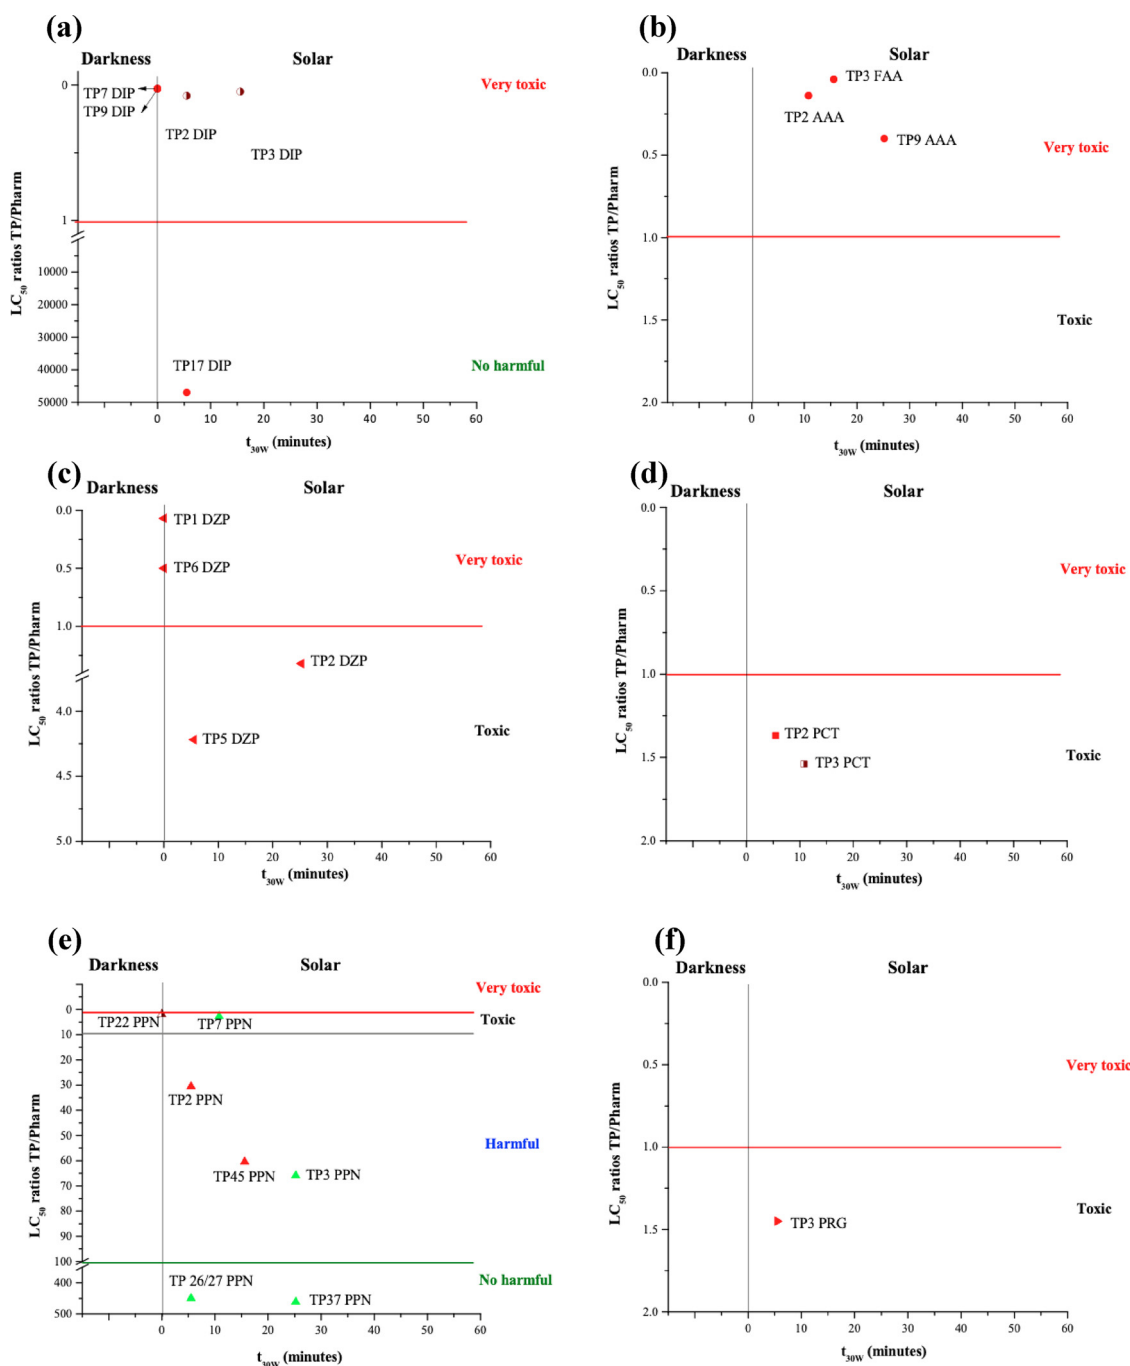 (a)
Darkness Solar
0
TP7 DIP
TP9 DIP
TP2 DIP
TP3 DIP
Very toxic
1
10000
20000
30000
40000
50000
TP17 DIP
No harmful
LC50 ratios TP/Pharm
0 10 20 30 40 50 60
t30W (minutes)
(b)
Darkness Solar
0.0
0.5
1.0
1.5
2.0
TP3 FAA
TP2 AAA
TP9 AAA
Very toxic
Toxic
LC50 ratios TP/Pharm
0 10 20 30 40 50 60
t30W (minutes)
(c)
Darkness Solar
0.0
0.5
1.0
4.0
4.5
5.0
TP1 DZP
TP6 DZP
Very toxic
TP2 DZP
TP5 DZP
Toxic
LC50 ratios TP/Pharm
0 10 20 30 40 50 60
t30W (minutes)
(d)
Darkness Solar
0.0
0.5
1.0
1.5
2.0
Very toxic
TP2 PCT
TP3 PCT
Toxic
LC50 ratios TP/Pharm
0 10 20 30 40 50 60
t30W (minutes)
(e)
Darkness Solar
Very toxic
0
10
20
30
40
50
60
70
80
90
100
400
500
TP22 PPN
TP7 PPN
Toxic
TP2 PPN
Harmful
TP45 PPN
TP3 PPN
TP 26/27 PPN
TP37 PPN
No harmful
LC50 ratios TP/Pharm
0 10 20 30 40 50 60
t30W (minutes)
(f)
Darkness Solar
0.0
0.5
1.0
1.5
2.0
Very toxic
TP3 PRG
Toxic
LC50 ratios TP/Pharm
0 10 20 30 40 50 60
t30W (minutes)